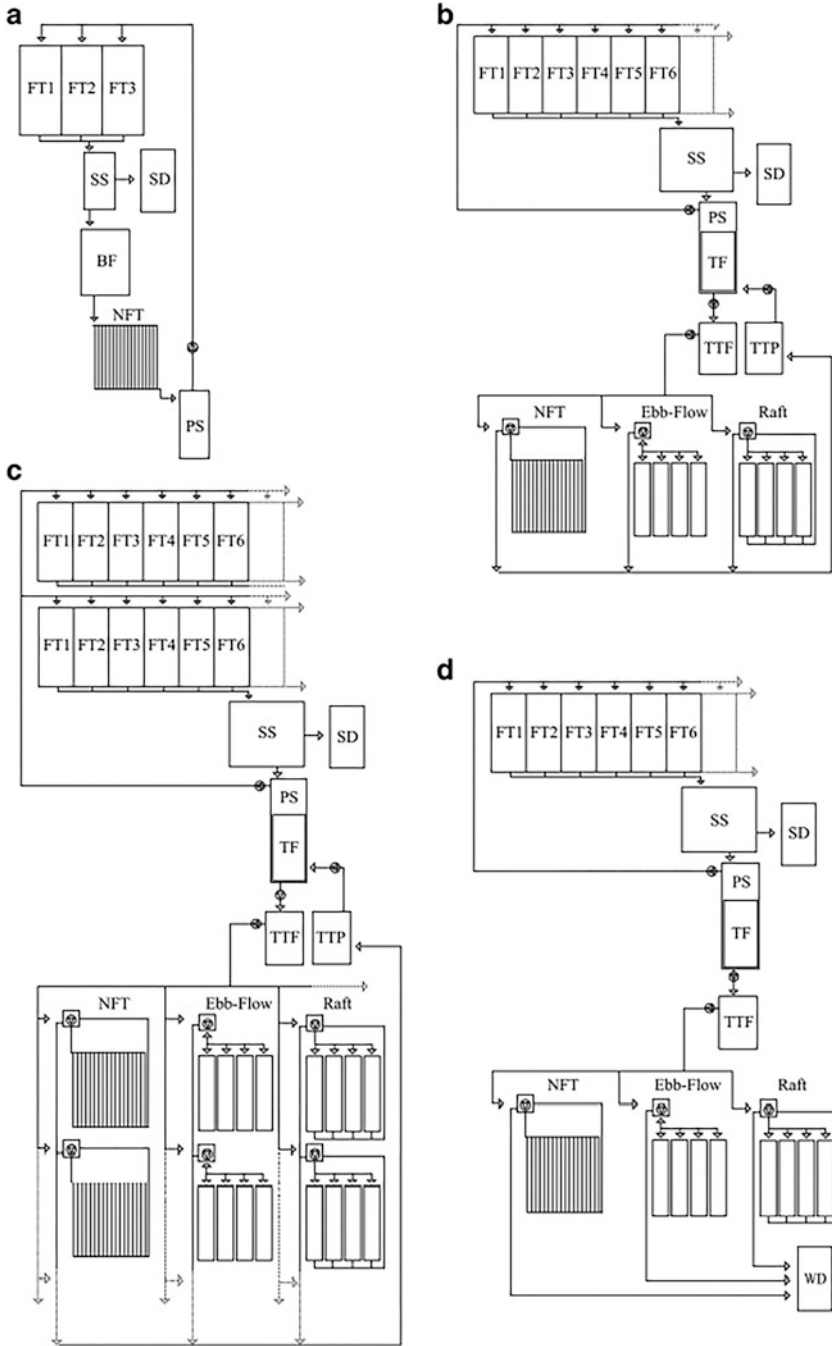 a
FT1 FT2 FT3
SS SD
BF
NFT
PS
b
FT1 FT2 FT3 FT4 FT5 FT6
SS
SD
PS
TF
TTF TTP
NFT Ebb-Flow Raft
c
FT1 FT2 FT3 FT4 FT5 FT6
FT1 FT2 FT3 FT4 FT5 FT6
SS SD
PS
TF
TTF TTP
NFT Ebb-Flow Raft
d
FT1 FT2 FT3 FT4 FT5 FT6
SS
SD
PS
TF
TTF
NFT Ebb-Flow Raft
WD